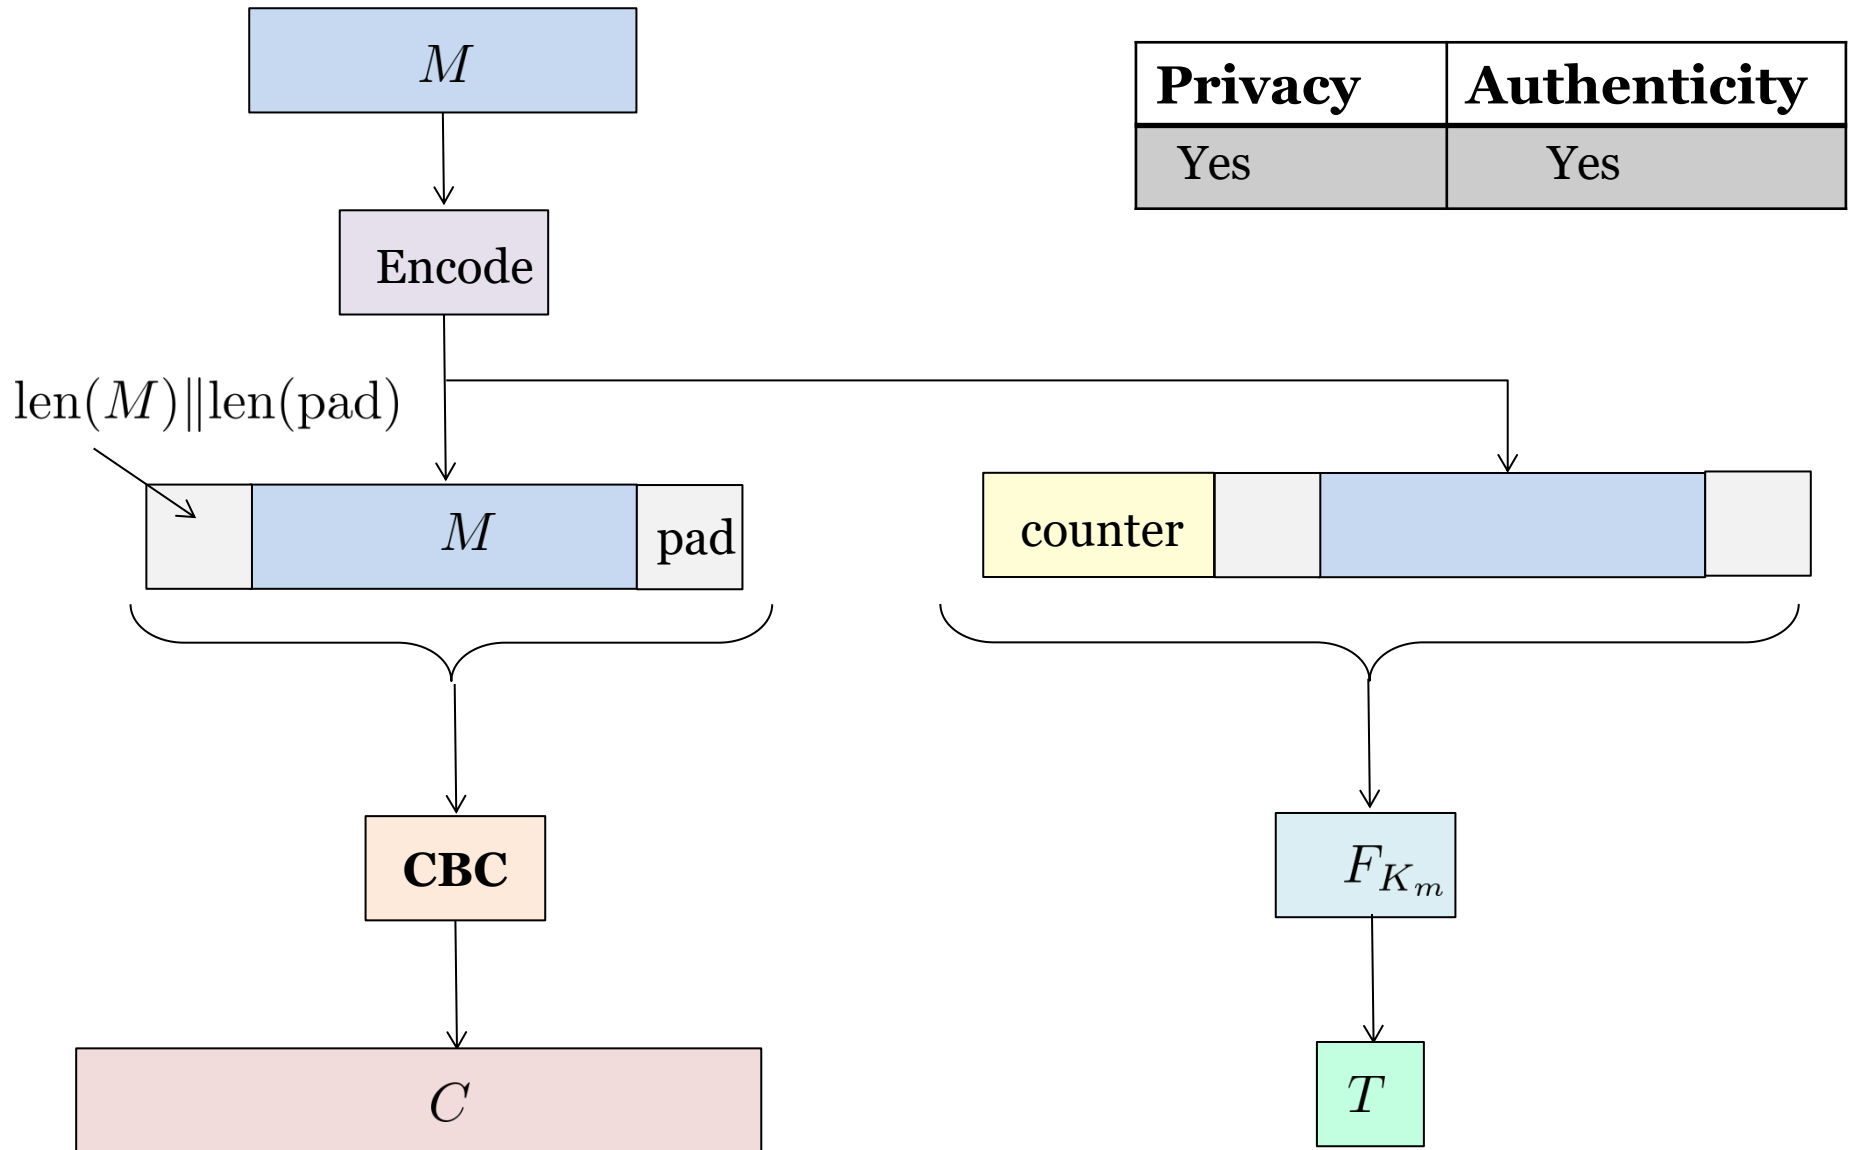 M
Privacy Authenticity
Yes Yes
Encode
len(M)||len(pad)
M pad
counter
CBC
F_{K_m}
C
T